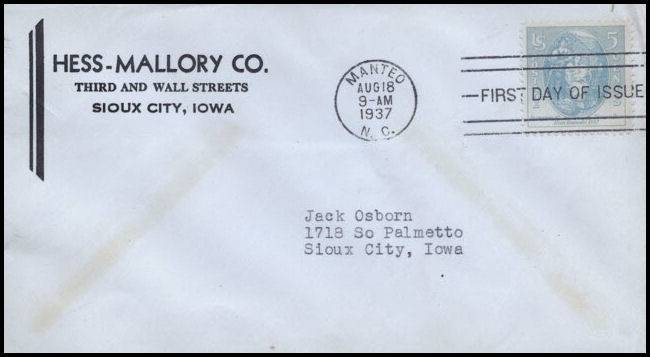 HESS-MALLORY CO.
THIRD AND WALL STREETS
SIOUX CITY, IOWA
MANTEO
AUG 18
9-AM
1937
N. C.
FIRST DAY OF ISSUE
5
Jack Osborn
1718 So Palmetto
Sioux City, Iowa